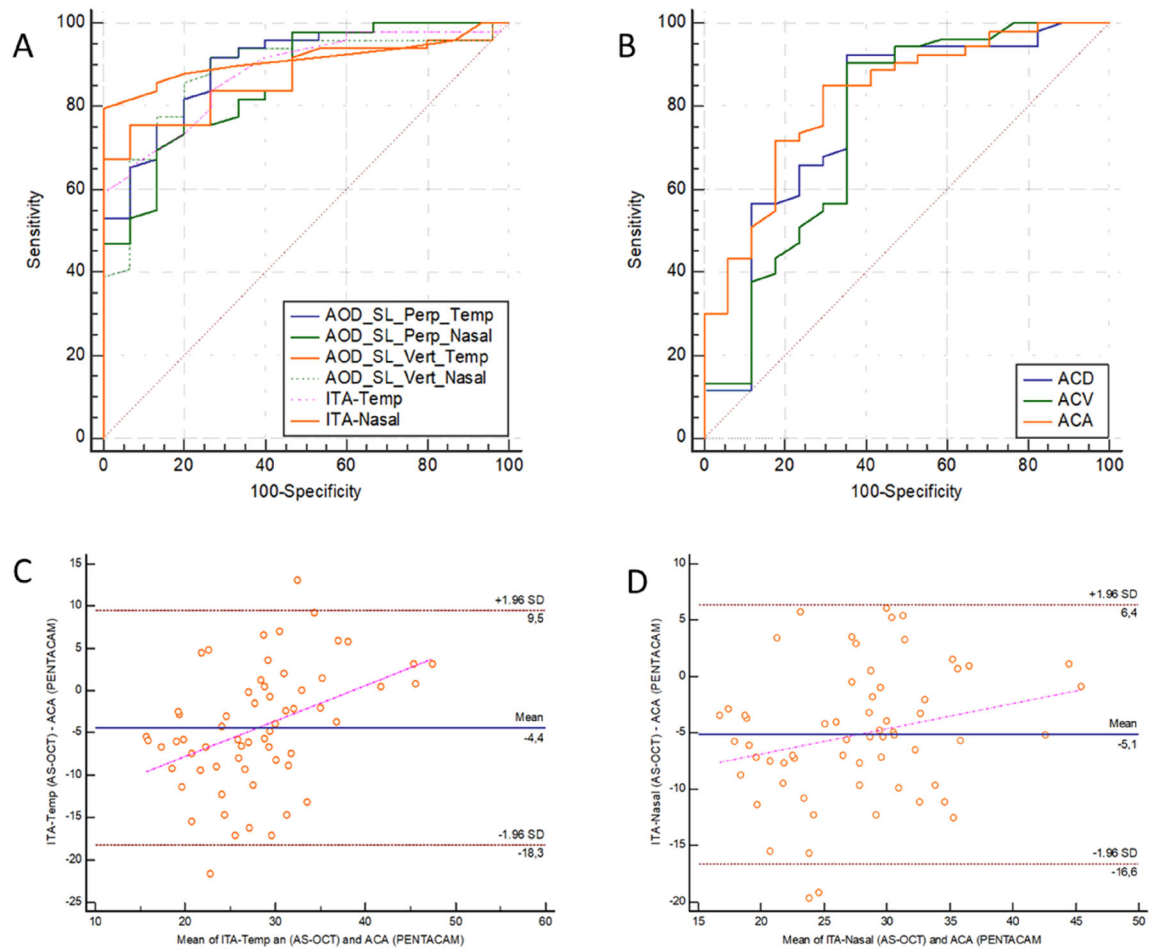 A
100
80
60
40
20
0
Sensitivity
AOD_SL_Perp_Temp
AOD_SL_Perp_Nasal
AOD_SL_Vert_Temp
AOD_SL_Vert_Nasal
ITA-Temp
ITA-Nasal
0 20 40 60 80 100
100-Specificity
B
100
80
60
40
20
0
Sensitivity
ACD
ACV
ACA
0 20 40 60 80 100
100-Specificity
C
15
10
5
0
-5
-10
-15
-20
-25
ITA-Temp (AS-OCT) - ACA (PENTACAM)
+1.96 SD
9,5
Mean
-4,4
-1.96 SD
-18,3
10 20 30 40 50 60
Mean of ITA-Temp an (AS-OCT) and ACA (PENTACAM)
D
10
5
0
-5
-10
-15
-20
ITA-Nasal (AS-OCT) - ACA (PENTACAM)
+1.96 SD
6,4
Mean
-5,1
-1.96 SD
-16,6
15 20 25 30 35 40 45 50
Mean of ITA-Nasal (AS-OCT) and ACA (PENTACAM)